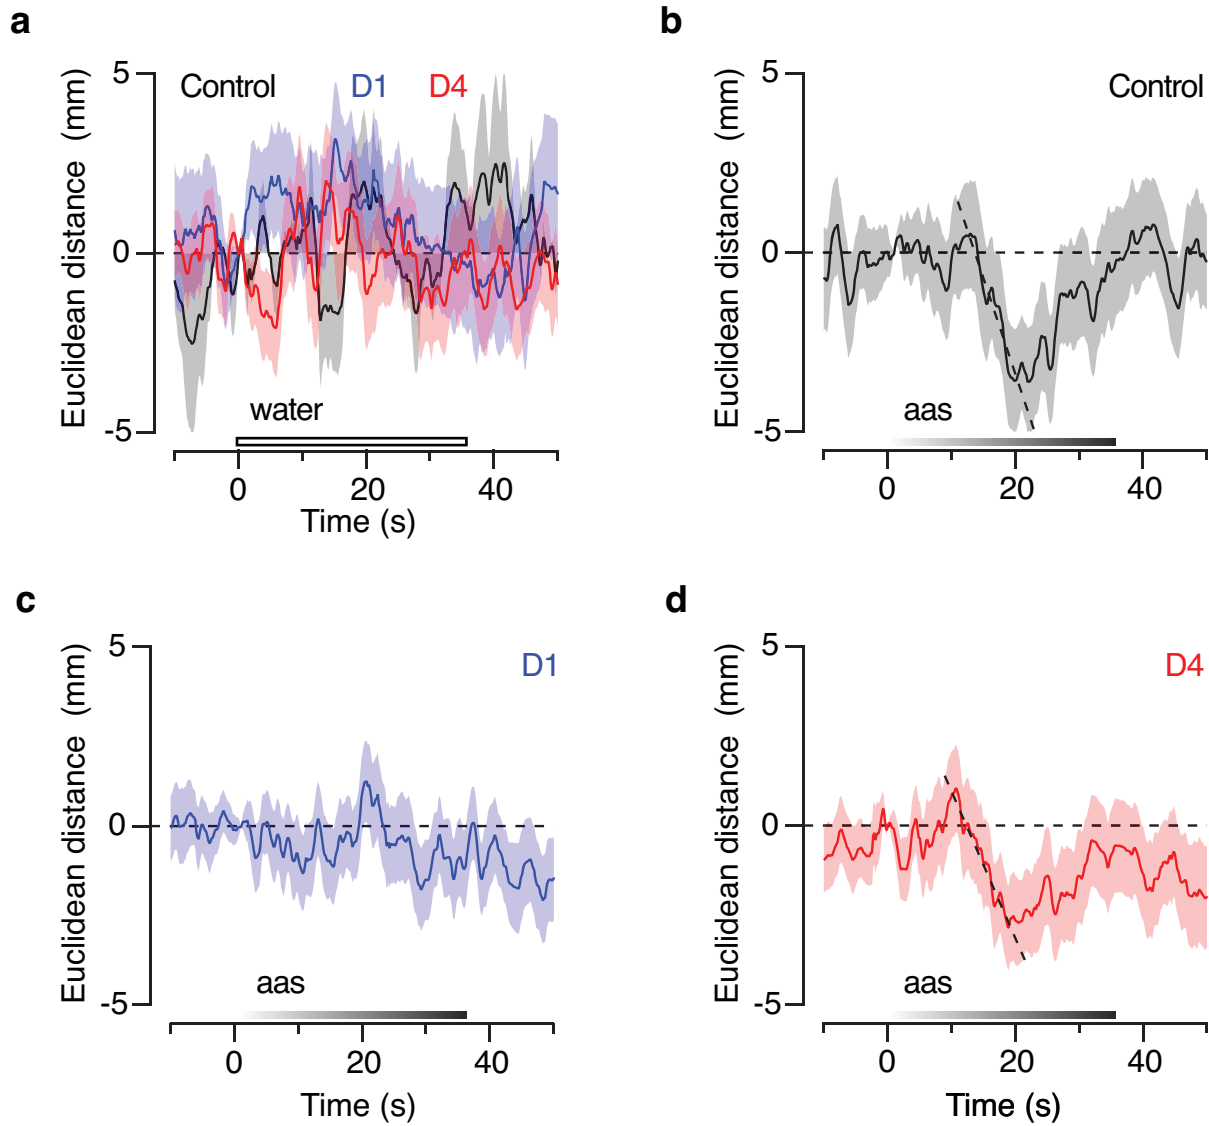 a
Control D1 D4
Euclidean distance (mm)
5
0
-5
water
0 20 40
Time (s)
b
Control
Euclidean distance (mm)
5
0
-5
aas
0 20 40
c
D1
Euclidean distance (mm)
5
0
-5
aas
0 20 40
Time (s)
d
D4
Euclidean distance (mm)
5
0
-5
aas
0 20 40
Time (s)